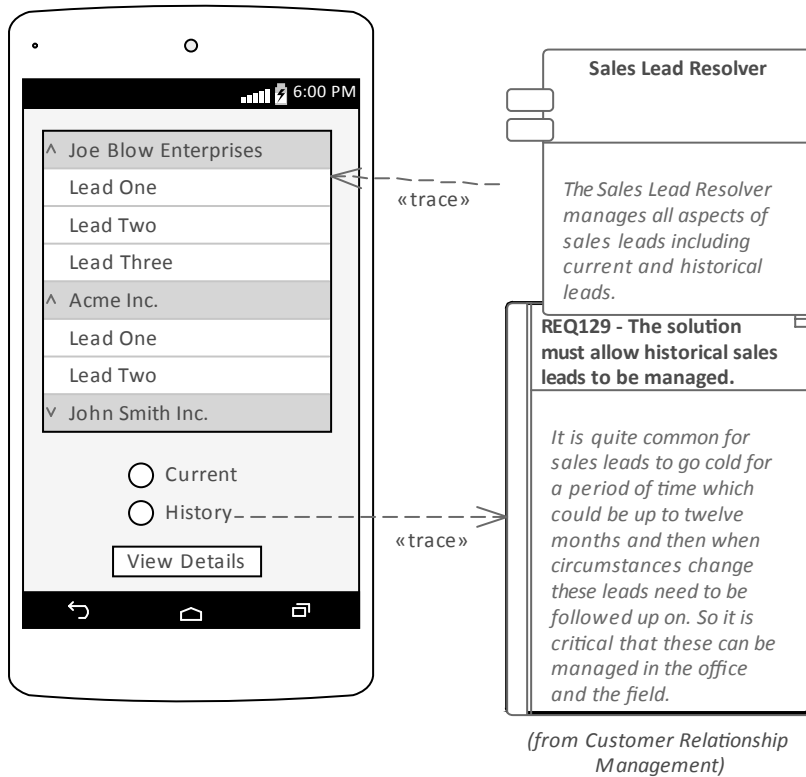 6:00 PM
^ Joe Blow Enterprises
Lead One
Lead Two
Lead Three
^ Acme Inc.
Lead One
Lead Two
v John Smith Inc.
Current
History
View Details
«trace»
«trace»
Sales Lead Resolver
The Sales Lead Resolver
manages all aspects of
sales leads including
current and historical
leads.
REQ129 - The solution
must allow historical sales
leads to be managed.
It is quite common for
sales leads to go cold for
a period of time which
could be up to twelve
months and then when
circumstances change
these leads need to be
followed up on. So it is
critical that these can be
managed in the office
and the field.
(from Customer Relationship
Management)